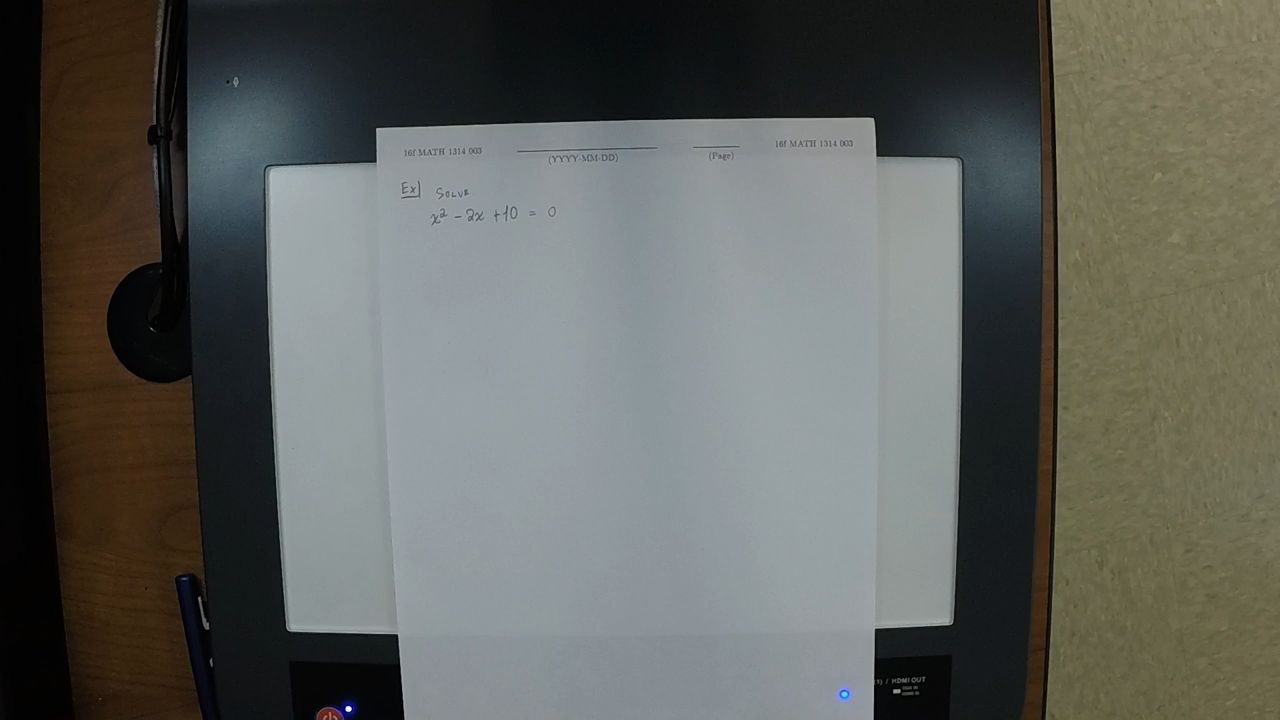 16f MATH 1314 003
(YYYY-MM-DD)
(Page)
16f MATH 1314 003
Ex] SOLVE
x² - 2x + 10 = 0
/ HDMI OUT